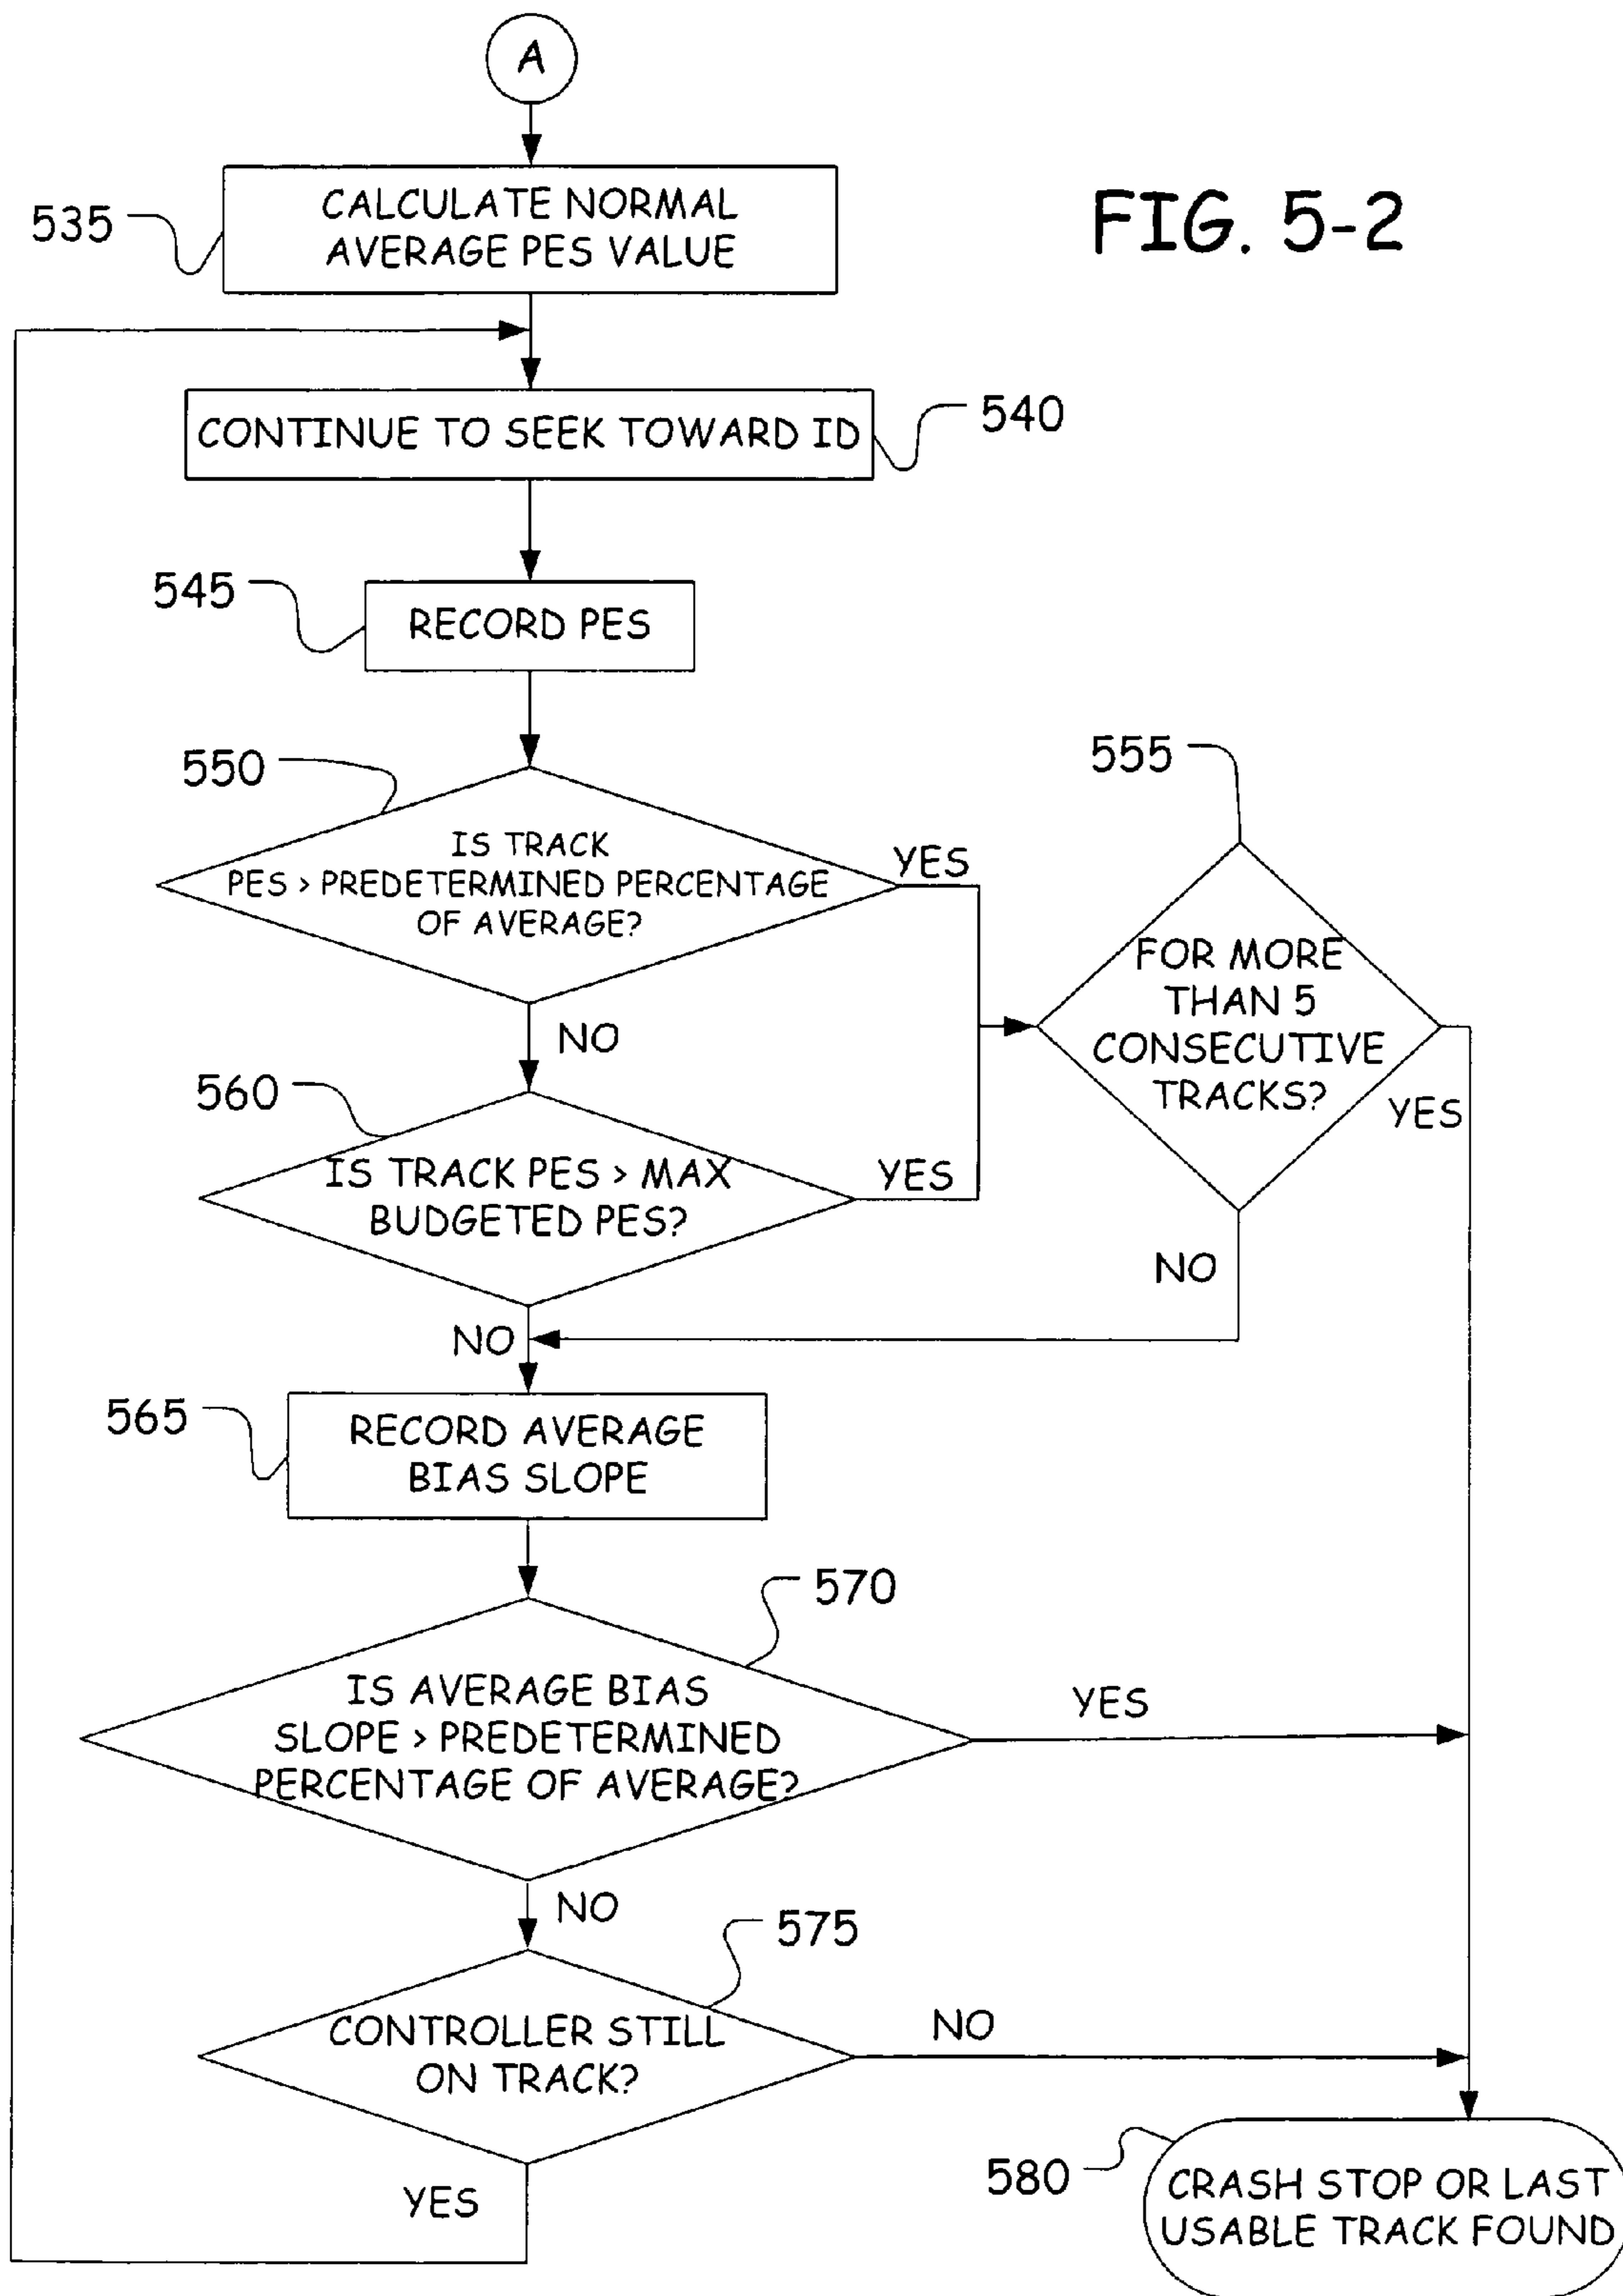 A
FIG. 5-2
535
CALCULATE NORMAL
AVERAGE PES VALUE
CONTINUE TO SEEK TOWARD ID
540
545
RECORD PES
550
IS TRACK
PES > PREDETERMINED PERCENTAGE
OF AVERAGE?
YES
NO
555
FOR MORE
THAN 5
CONSECUTIVE
TRACKS?
YES
NO
560
IS TRACK PES > MAX
BUDGETED PES?
YES
NO
565
RECORD AVERAGE
BIAS SLOPE
570
IS AVERAGE BIAS
SLOPE > PREDETERMINED
PERCENTAGE OF AVERAGE?
YES
NO
575
CONTROLLER STILL
ON TRACK?
NO
YES
580
CRASH STOP OR LAST
USABLE TRACK FOUND